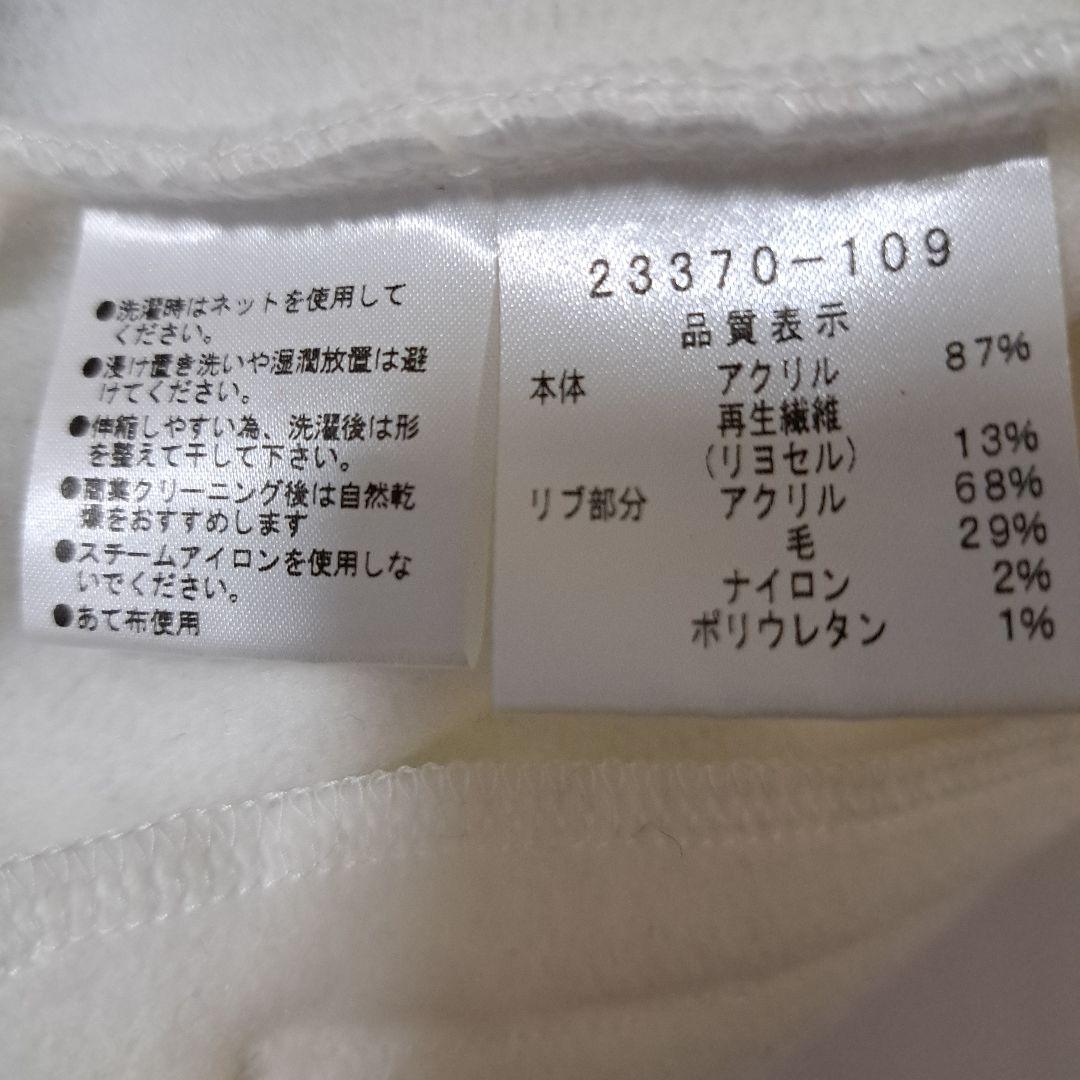 ●洗濯時はネットを使用して
ください。
●浸け置き洗いや湿潤放置は避
けてください。
●伸縮しやすい為、洗濯後は形
を整えて干して下さい。
●商業クリーニング後は自然乾
燥をおすすめします
●スチームアイロンを使用しな
いでください。
●あて布使用
23370-109
品質表示
本体 アクリル 87%
再生繊維
(リヨセル) 13%
リブ部分 アクリル 68%
毛 29%
ナイロン 2%
ポリウレタン 1%